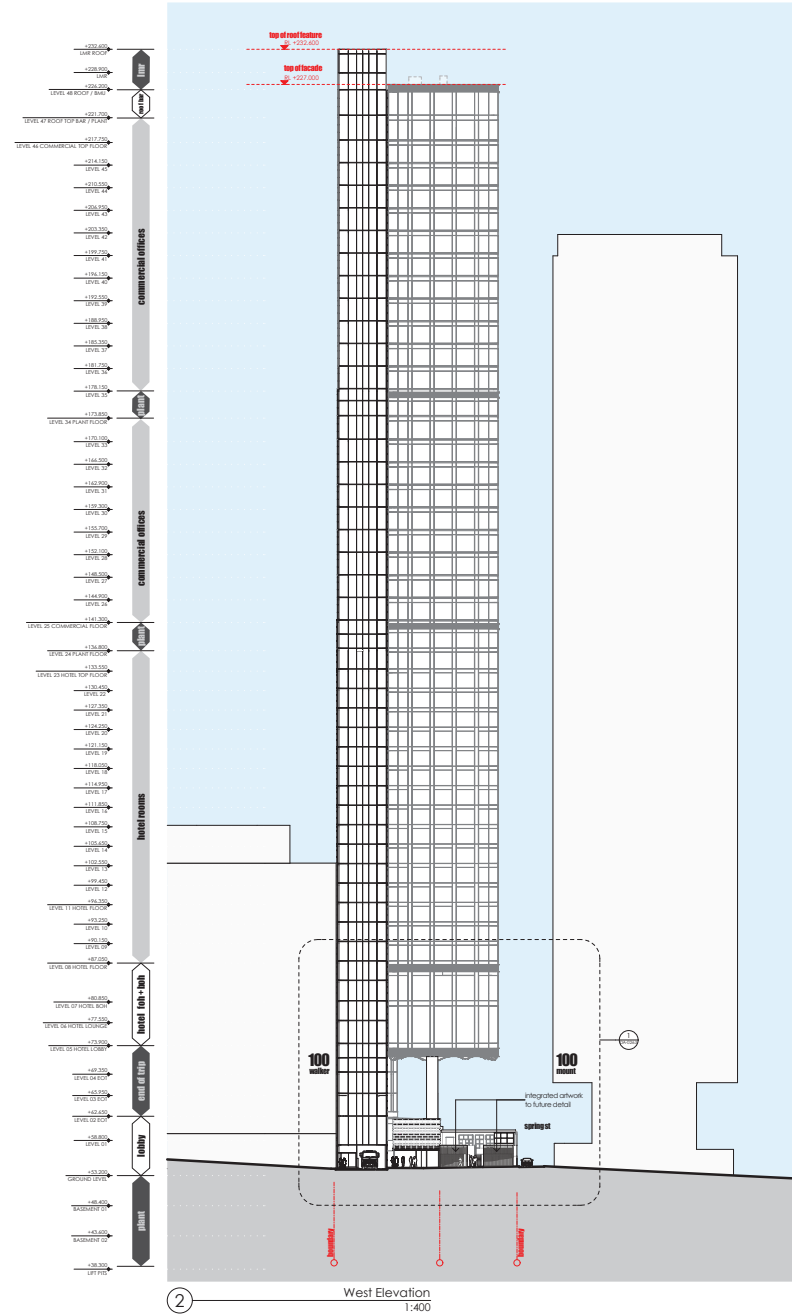 top of roof feature
RL +232.600
top of facade
RL +227.000
+232.600
LMR ROOF
+228.900
LMR
+226.200
LEVEL 48 ROOF / BMU
+221.700
LEVEL 47 ROOF TOP BAR / PLANT
+217.750
LEVEL 46 COMMERCIAL TOP FLOOR
+214.150
LEVEL 45
+210.550
LEVEL 44
+206.950
LEVEL 43
+203.350
LEVEL 42
+199.750
LEVEL 41
+196.150
LEVEL 40
+192.550
LEVEL 39
+188.950
LEVEL 38
+185.350
LEVEL 37
+181.750
LEVEL 36
+178.150
LEVEL 35
+173.850
LEVEL 34 PLANT FLOOR
+170.100
LEVEL 33
+166.500
LEVEL 32
+162.900
LEVEL 31
+159.300
LEVEL 30
+155.700
LEVEL 29
+152.100
LEVEL 28
+148.500
LEVEL 27
+144.900
LEVEL 26
+141.300
LEVEL 25 COMMERCIAL FLOOR
+136.800
LEVEL 24 PLANT FLOOR
+133.550
LEVEL 23 HOTEL TOP FLOOR
+130.450
LEVEL 22
+127.350
LEVEL 21
+124.250
LEVEL 20
+121.150
LEVEL 19
+118.050
LEVEL 18
+114.950
LEVEL 17
+111.850
LEVEL 16
+108.750
LEVEL 15
+105.650
LEVEL 14
+102.550
LEVEL 13
+99.450
LEVEL 12
+96.350
LEVEL 11 HOTEL FLOOR
+93.250
LEVEL 10
+90.150
LEVEL 09
+87.050
LEVEL 08 HOTEL FLOOR
+80.850
LEVEL 07 HOTEL BOH
+77.550
LEVEL 06 HOTEL LOUNGE
+73.900
LEVEL 05 HOTEL LOBBY
+69.350
LEVEL 04 EOT
+65.950
LEVEL 03 EOT
+62.650
LEVEL 02 EOT
+58.800
LEVEL 01
+53.200
GROUND LEVEL
+48.400
BASEMENT 01
+43.600
BASEMENT 02
+38.300
LIFT PITS
lmr
roof bar
commercial offices
plant
commercial offices
plant
hotel rooms
hotel foh + boh
end of trip
lobby
plant
100
walker
100
mount
1
integrated artwork
to future detail
spring st
boundary
boundary
2
West Elevation
1:400